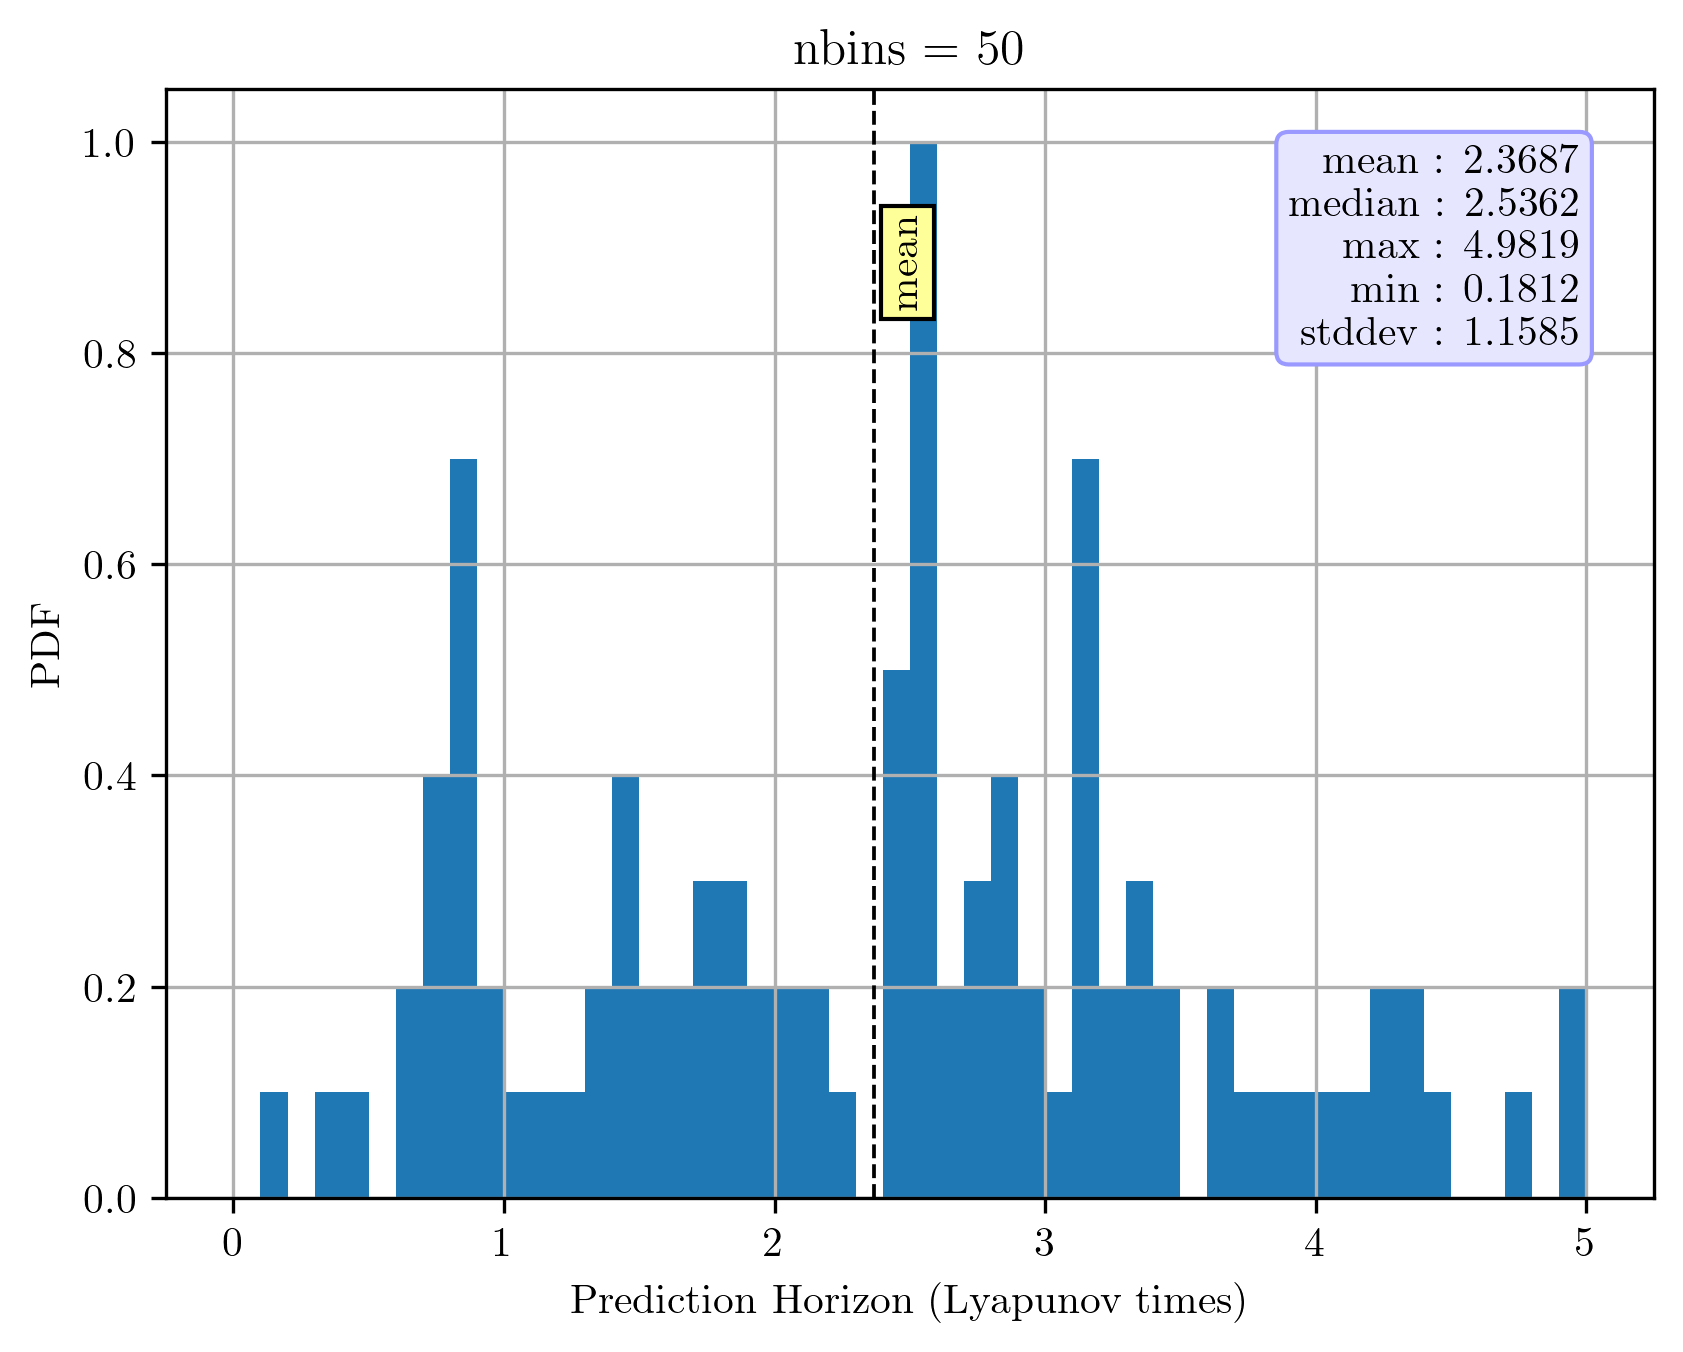 nbins = 50
1.0
0.8
0.6
0.4
0.2
0.0
PDF
mean
mean : 2.3687
median : 2.5362
max : 4.9819
min : 0.1812
stddev : 1.1585
0 1 2 3 4 5
Prediction Horizon (Lyapunov times)